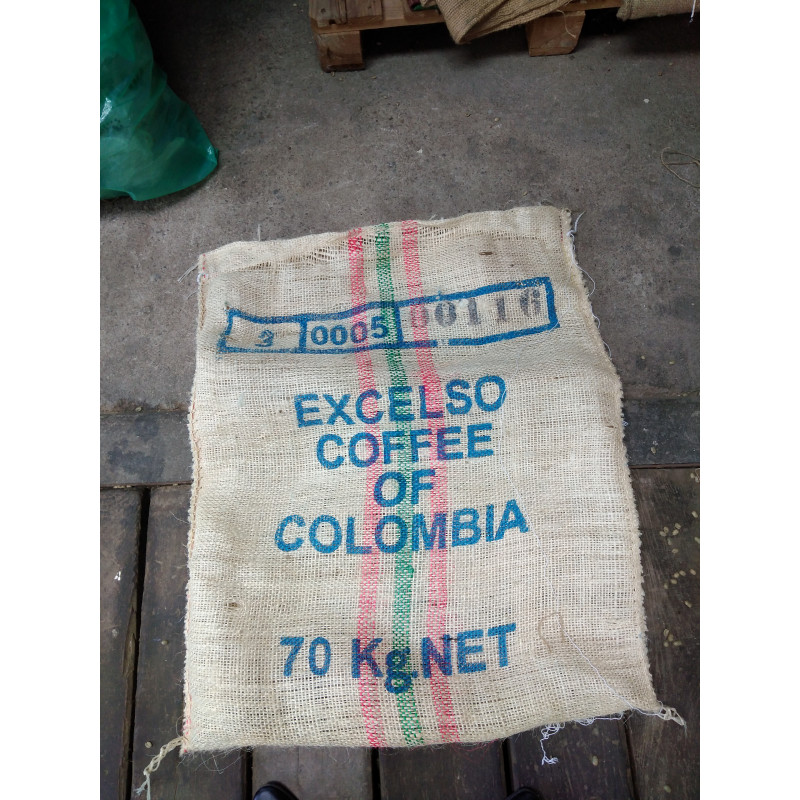 3 0005 00116
EXCELSO
COFFEE
OF
COLOMBIA
70 Kg.NET